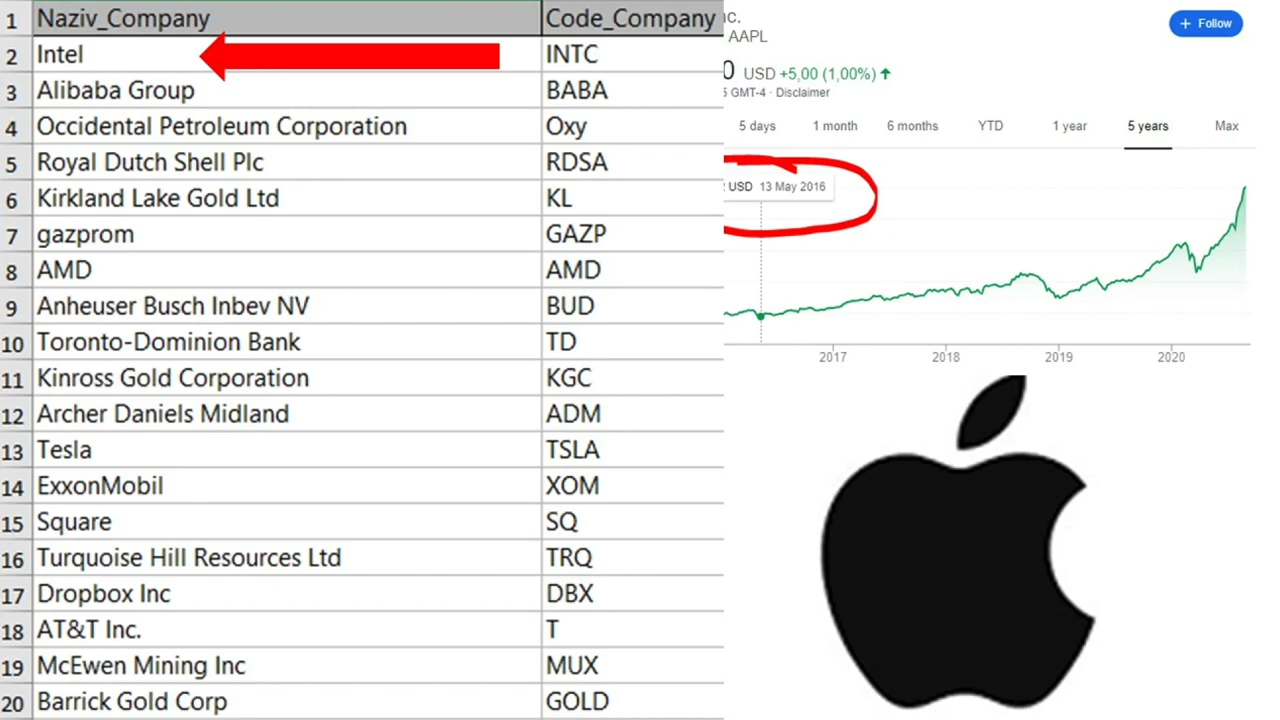 1 Naziv_Company Code_Company
2 Intel INTC
3 Alibaba Group BABA
4 Occidental Petroleum Corporation Oxy
5 Royal Dutch Shell Plc RDSA
6 Kirkland Lake Gold Ltd KL
7 gazprom GAZP
8 AMD AMD
9 Anheuser Busch Inbev NV BUD
10 Toronto-Dominion Bank TD
11 Kinross Gold Corporation KGC
12 Archer Daniels Midland ADM
13 Tesla TSLA
14 ExxonMobil XOM
15 Square SQ
16 Turquoise Hill Resources Ltd TRQ
17 Dropbox Inc DBX
18 AT&T Inc. T
19 McEwen Mining Inc MUX
20 Barrick Gold Corp GOLD
nc.
+ Follow
AAPL
0 USD +5,00 (1,00%)
GMT-4 · Disclaimer
5 days 1 month 6 months YTD 1 year 5 years Max
USD 13 May 2016
2017 2018 2019 2020